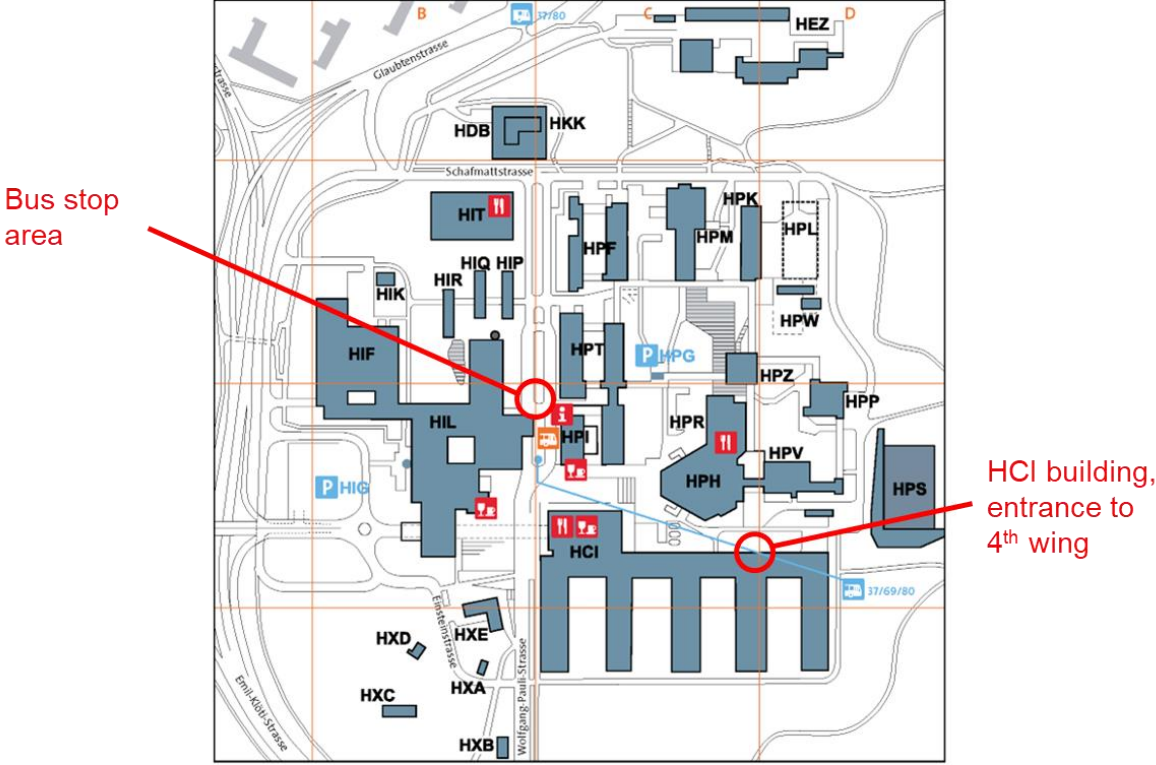 B
37/80
C
D
HEZ
Glaubtenstrasse
strasse
HDB
HKK
Schafmattstrasse
Bus stop
area
HIT
HPK
HPL
HPF
HPM
HIQ
HIP
HIR
HIK
HPW
HIF
HPT
P
HPG
HPZ
HPP
HPR
HIL
i
HPI
HPV
HPH
HPS
P
HIG
HCI building,
entrance to
4th wing
HCI
37/69/80
Einsteinstrasse
HXE
HXD
HXA
Wolfgang-Pauli-Strasse
Emil-Klöti-Strasse
HXC
HXB